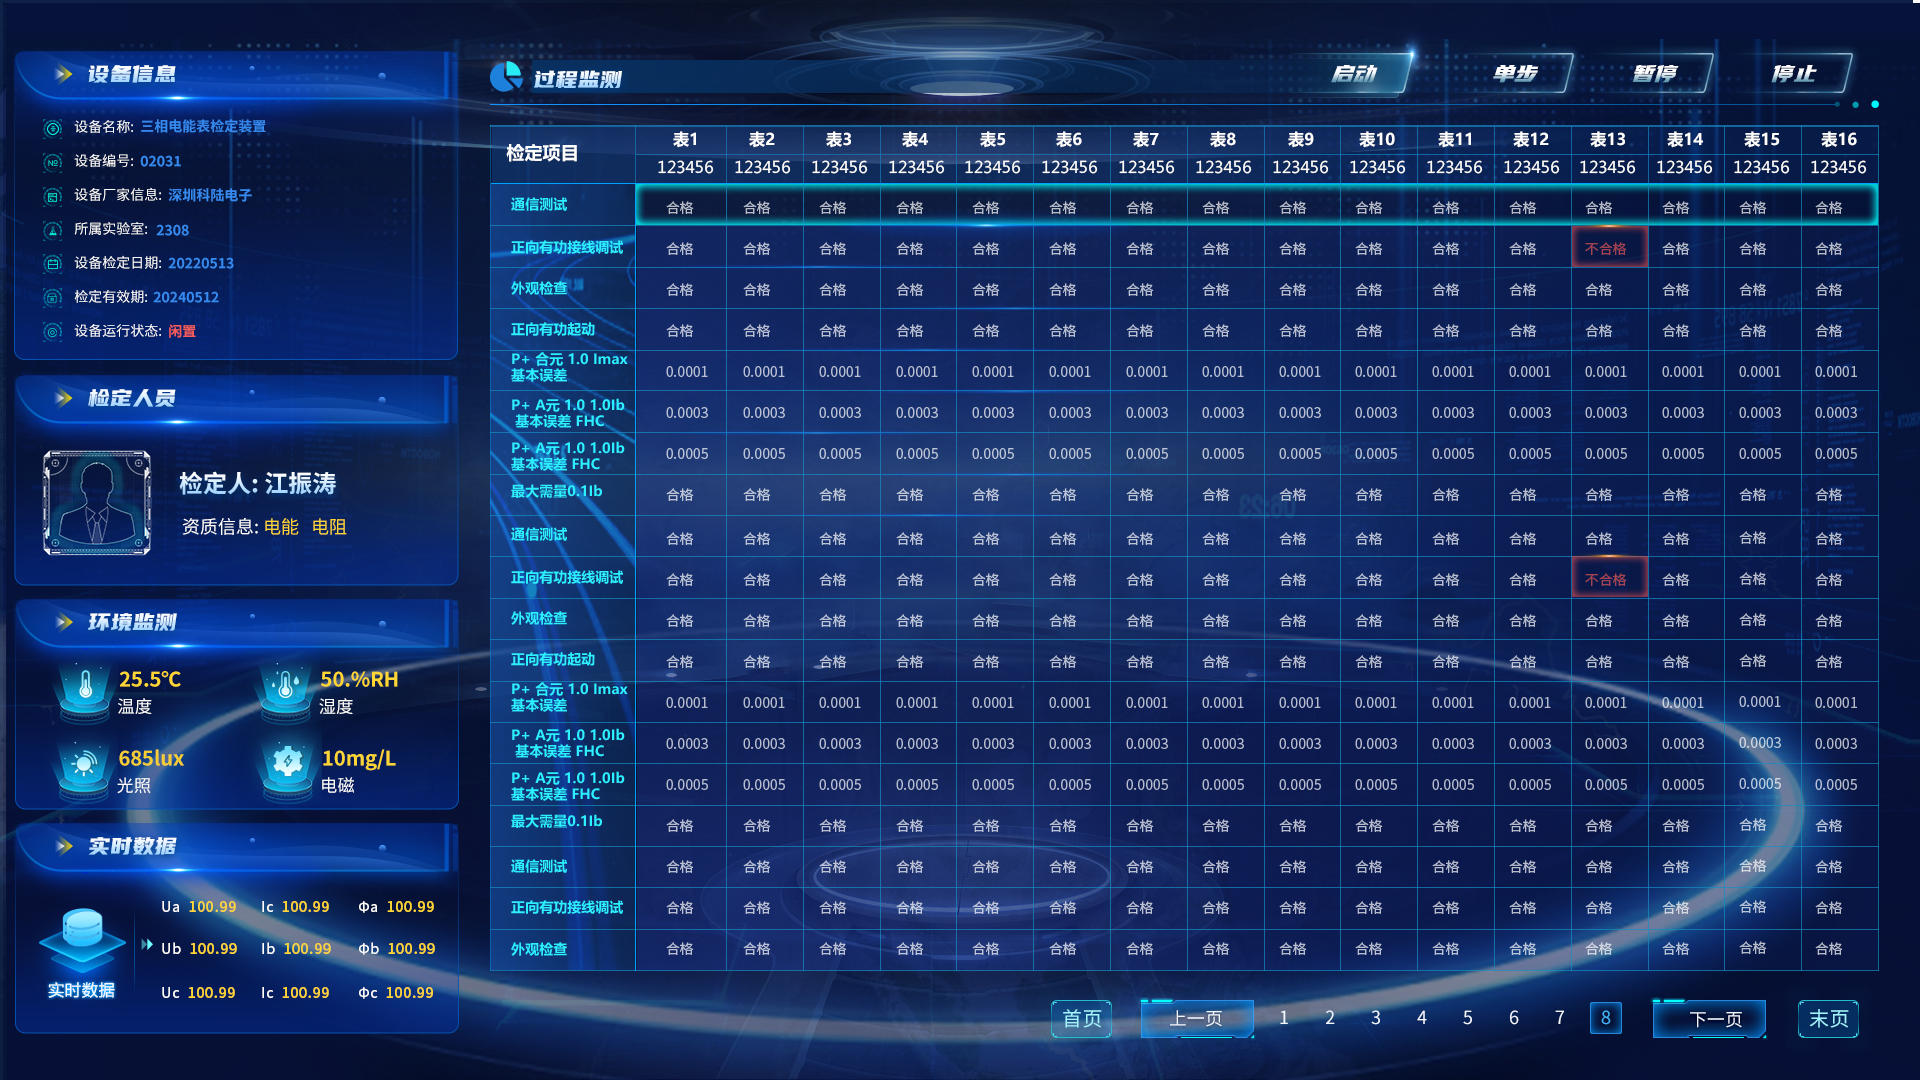 设备信息
设备名称: 三相电能表检定装置
设备编号: 02031
设备厂家信息: 深圳科陆电子
所属实验室: 2308
设备检定日期: 20220513
检定有效期: 20240512
设备运行状态: 闲置
检定人员
检定人: 江振涛
资质信息: 电能 电阻
环境监测
25.5℃ 50.%RH
温度 湿度
685lux 10mg/L
光照 电磁
实时数据
Ua 100.99 Ic 100.99 Φa 100.99
Ub 100.99 Ib 100.99 Φb 100.99
Uc 100.99 Ic 100.99 Φc 100.99
实时数据
过程监测 启动 单步 暂停 停止
检定项目 表1 表2 表3 表4 表5 表6 表7 表8 表9 表10 表11 表12 表13 表14 表15 表16
123456 123456 123456 123456 123456 123456 123456 123456 123456 123456 123456 123456 123456 123456 123456 123456
通信测试 合格 合格 合格 合格 合格 合格 合格 合格 合格 合格 合格 合格 合格 合格 合格 合格
正向有功接线调试 合格 合格 合格 合格 合格 合格 合格 合格 合格 合格 合格 合格 不合格 合格 合格 合格
外观检查 合格 合格 合格 合格 合格 合格 合格 合格 合格 合格 合格 合格 合格 合格 合格 合格
正向有功起动 合格 合格 合格 合格 合格 合格 合格 合格 合格 合格 合格 合格 合格 合格 合格 合格
P+ 合元 1.0 Imax
基本误差 0.0001 0.0001 0.0001 0.0001 0.0001 0.0001 0.0001 0.0001 0.0001 0.0001 0.0001 0.0001 0.0001 0.0001 0.0001 0.0001
P+ A元 1.0 1.0Ib
基本误差 FHC 0.0003 0.0003 0.0003 0.0003 0.0003 0.0003 0.0003 0.0003 0.0003 0.0003 0.0003 0.0003 0.0003 0.0003 0.0003 0.0003
P+ A元 1.0 1.0Ib
基本误差 FHC 0.0005 0.0005 0.0005 0.0005 0.0005 0.0005 0.0005 0.0005 0.0005 0.0005 0.0005 0.0005 0.0005 0.0005 0.0005 0.0005
最大需量0.1Ib 合格 合格 合格 合格 合格 合格 合格 合格 合格 合格 合格 合格 合格 合格 合格 合格
通信测试 合格 合格 合格 合格 合格 合格 合格 合格 合格 合格 合格 合格 合格 合格 合格 合格
正向有功接线调试 合格 合格 合格 合格 合格 合格 合格 合格 合格 合格 合格 合格 不合格 合格 合格 合格
外观检查 合格 合格 合格 合格 合格 合格 合格 合格 合格 合格 合格 合格 合格 合格 合格 合格
正向有功起动 合格 合格 合格 合格 合格 合格 合格 合格 合格 合格 合格 合格 合格 合格 合格 合格
P+ 合元 1.0 Imax
基本误差 0.0001 0.0001 0.0001 0.0001 0.0001 0.0001 0.0001 0.0001 0.0001 0.0001 0.0001 0.0001 0.0001 0.0001 0.0001 0.0001
P+ A元 1.0 1.0Ib
基本误差 FHC 0.0003 0.0003 0.0003 0.0003 0.0003 0.0003 0.0003 0.0003 0.0003 0.0003 0.0003 0.0003 0.0003 0.0003 0.0003 0.0003
P+ A元 1.0 1.0Ib
基本误差 FHC 0.0005 0.0005 0.0005 0.0005 0.0005 0.0005 0.0005 0.0005 0.0005 0.0005 0.0005 0.0005 0.0005 0.0005 0.0005 0.0005
最大需量0.1Ib 合格 合格 合格 合格 合格 合格 合格 合格 合格 合格 合格 合格 合格 合格 合格 合格
通信测试 合格 合格 合格 合格 合格 合格 合格 合格 合格 合格 合格 合格 合格 合格 合格 合格
正向有功接线调试 合格 合格 合格 合格 合格 合格 合格 合格 合格 合格 合格 合格 合格 合格 合格 合格
外观检查 合格 合格 合格 合格 合格 合格 合格 合格 合格 合格 合格 合格 合格 合格 合格 合格
首页 上一页 1 2 3 4 5 6 7 8 下一页 末页